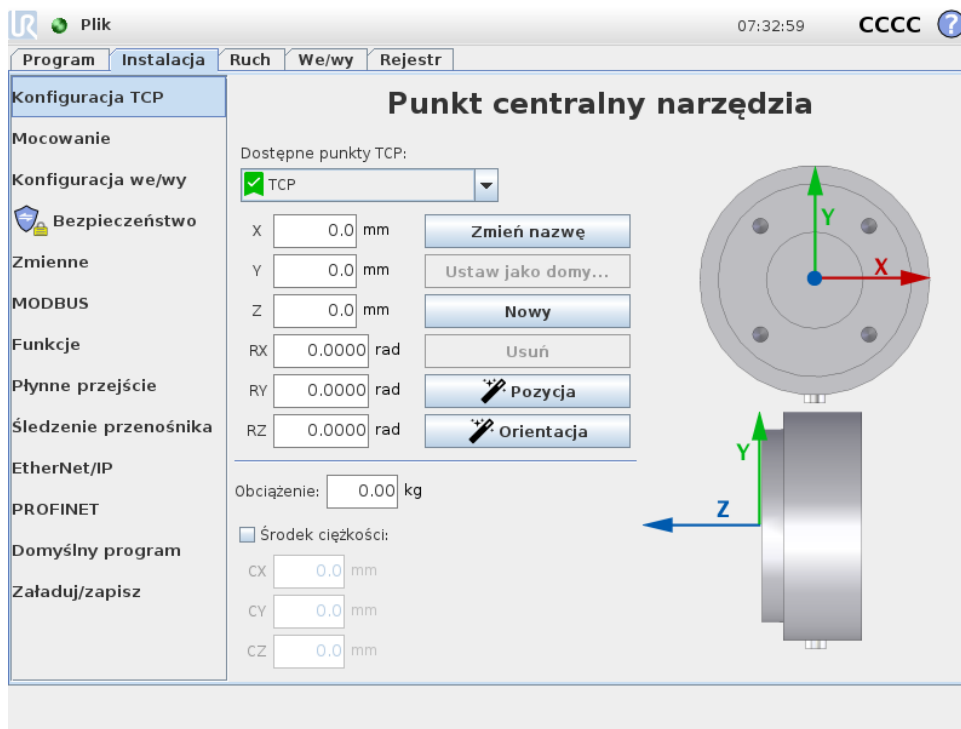 UR Plik 07:32:59 CCCC ?
Program Instalacja Ruch We/wy Rejestr
Konfiguracja TCP
Mocowanie
Konfiguracja we/wy
Bezpieczeństwo
Zmienne
MODBUS
Funkcje
Płynne przejście
Śledzenie przenośnika
EtherNet/IP
PROFINET
Domyślny program
Załaduj/zapisz
Punkt centralny narzędzia
Dostępne punkty TCP:
TCP
X 0.0 mm Zmień nazwę
Y 0.0 mm Ustaw jako domy...
Z 0.0 mm Nowy
RX 0.0000 rad Usuń
RY 0.0000 rad Pozycja
RZ 0.0000 rad Orientacja
Obciążenie: 0.00 kg
Środek ciężkości:
CX 0.0 mm
CY 0.0 mm
CZ 0.0 mm
Y
X
Y
Z